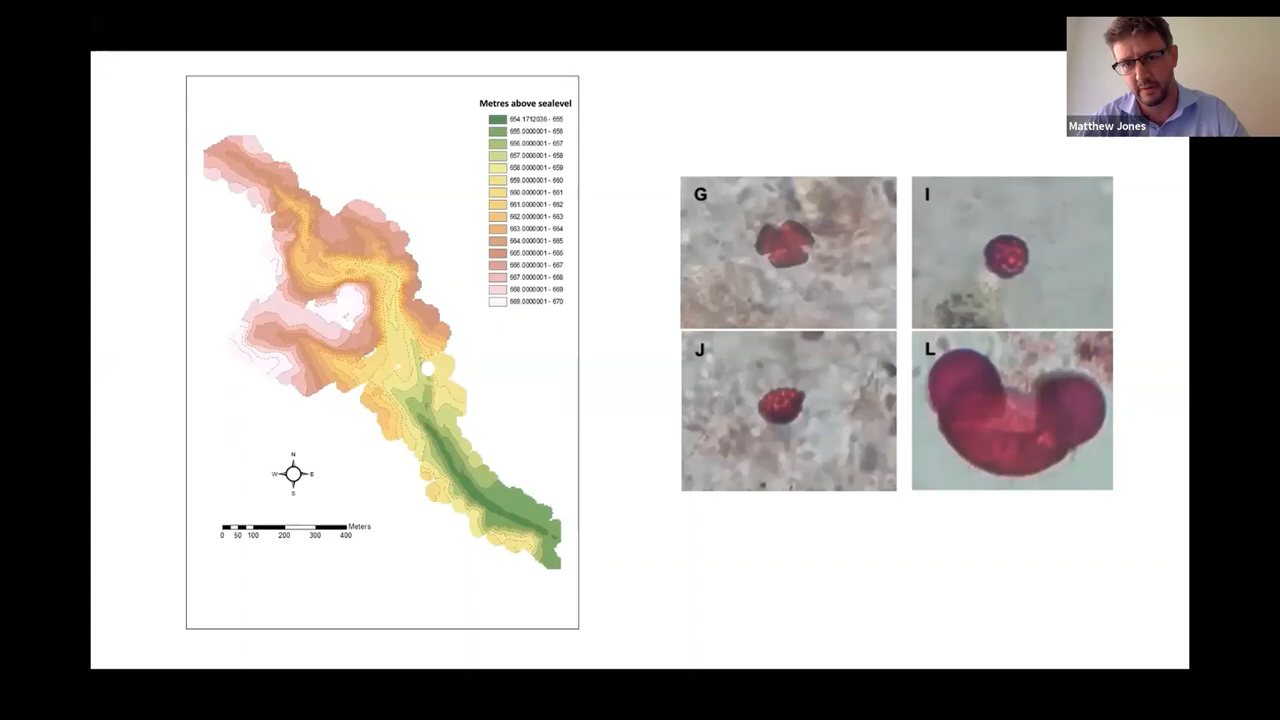 Matthew Jones
Metres above sealevel
654.1712036 - 655
655.0000001 - 656
656.0000001 - 657
657.0000001 - 658
658.0000001 - 659
659.0000001 - 660
660.0000001 - 661
661.0000001 - 662
662.0000001 - 663
663.0000001 - 664
664.0000001 - 665
665.0000001 - 666
666.0000001 - 667
667.0000001 - 668
668.0000001 - 669
669.0000001 - 670
N
W E
S
Meters
0 50 100 200 300 400
G
I
J
L